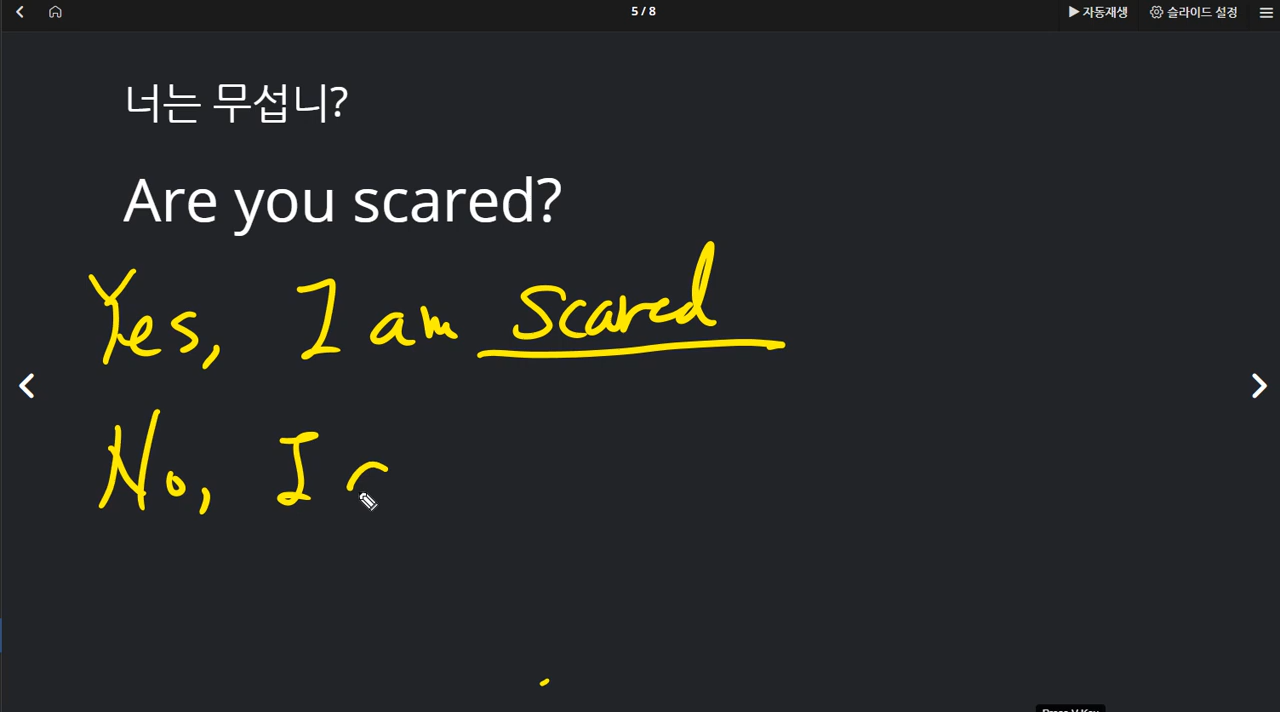 5 / 8
▶ 자동재생
슬라이드 설정
너는 무섭니?
Are you scared?
Yes, I am scared
No, I